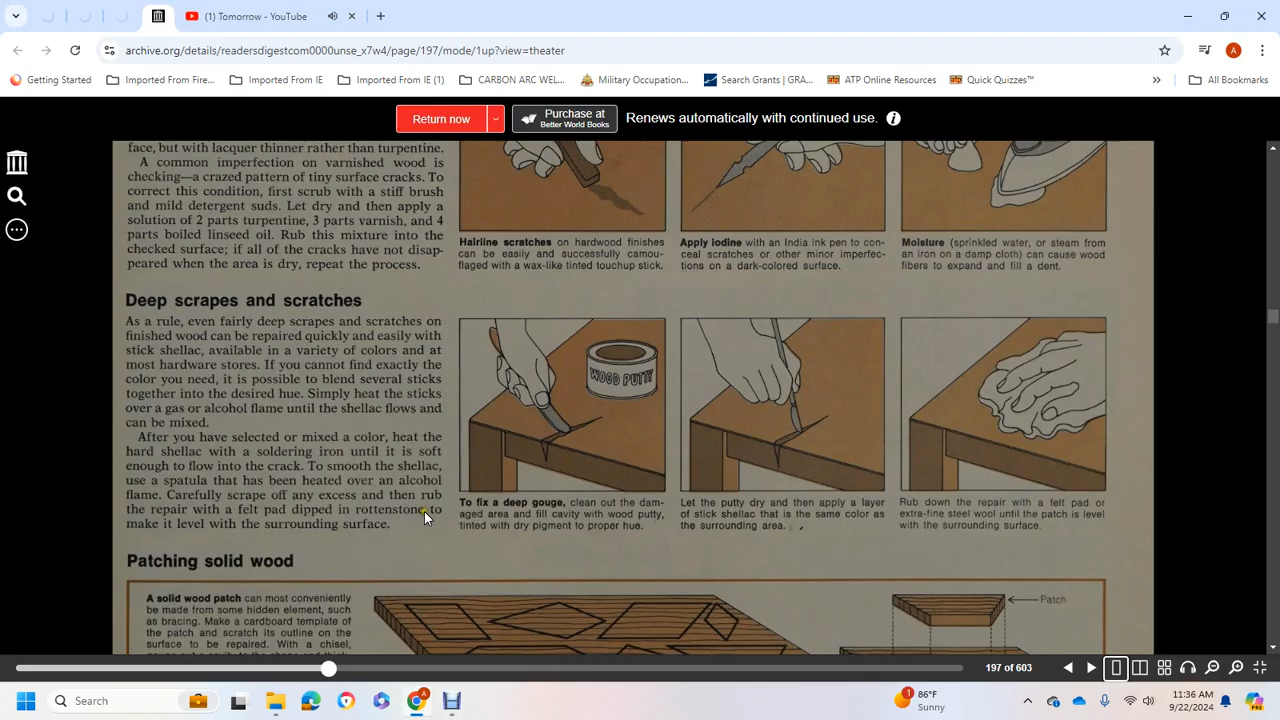 (1) Tomorrow - YouTube
archive.org/details/readersdigestcom0000unse_x7w4/page/197/mode/1up?view=theater
A
Getting Started
Imported From Fire...
Imported From IE
Imported From IE (1)
CARBON ARC WEL...
Military Occupation...
Search Grants | GRA...
ATP Online Resources
Quick Quizzes™
»
All Bookmarks
Return now
Purchase at
Better World Books
Renews automatically with continued use.
face, but with lacquer thinner rather than turpentine.
A common imperfection on varnished wood is
checking—a crazed pattern of tiny surface cracks. To
correct this condition, first scrub with a stiff brush
and mild detergent suds. Let dry and then apply a
solution of 2 parts turpentine, 3 parts varnish, and 4
parts boiled linseed oil. Rub this mixture into the
checked surface; if all of the cracks have not disap-
peared when the area is dry, repeat the process.
Hairline scratches on hardwood finishes
can be easily and successfully camou-
flaged with a wax-like tinted touchup stick.
Apply iodine with an India ink pen to con-
ceal scratches or other minor imperfec-
tions on a dark-colored surface.
Moisture (sprinkled water, or steam from
an iron on a damp cloth) can cause wood
fibers to expand and fill a dent.
Deep scrapes and scratches
As a rule, even fairly deep scrapes and scratches on
finished wood can be repaired quickly and easily with
stick shellac, available in a variety of colors and at
most hardware stores. If you cannot find exactly the
color you need, it is possible to blend several sticks
together into the desired hue. Simply heat the sticks
over a gas or alcohol flame until the shellac flows and
can be mixed.
After you have selected or mixed a color, heat the
hard shellac with a soldering iron until it is soft
enough to flow into the crack. To smooth the shellac,
use a spatula that has been heated over an alcohol
flame. Carefully scrape off any excess and then rub
the repair with a felt pad dipped in rottenstone to
make it level with the surrounding surface.
WOOD PUTTY
To fix a deep gouge, clean out the dam-
aged area and fill cavity with wood putty,
tinted with dry pigment to proper hue.
Let the putty dry and then apply a layer
of stick shellac that is the same color as
the surrounding area.
Rub down the repair with a felt pad or
extra-fine steel wool until the patch is level
with the surrounding surface.
Patching solid wood
A solid wood patch can most conveniently
be made from some hidden element, such
as bracing. Make a cardboard template of
the patch and scratch its outline on the
surface to be repaired. With a chisel,
Patch
197 of 603
Search
1
86°F
Sunny
11:36 AM
9/22/2024